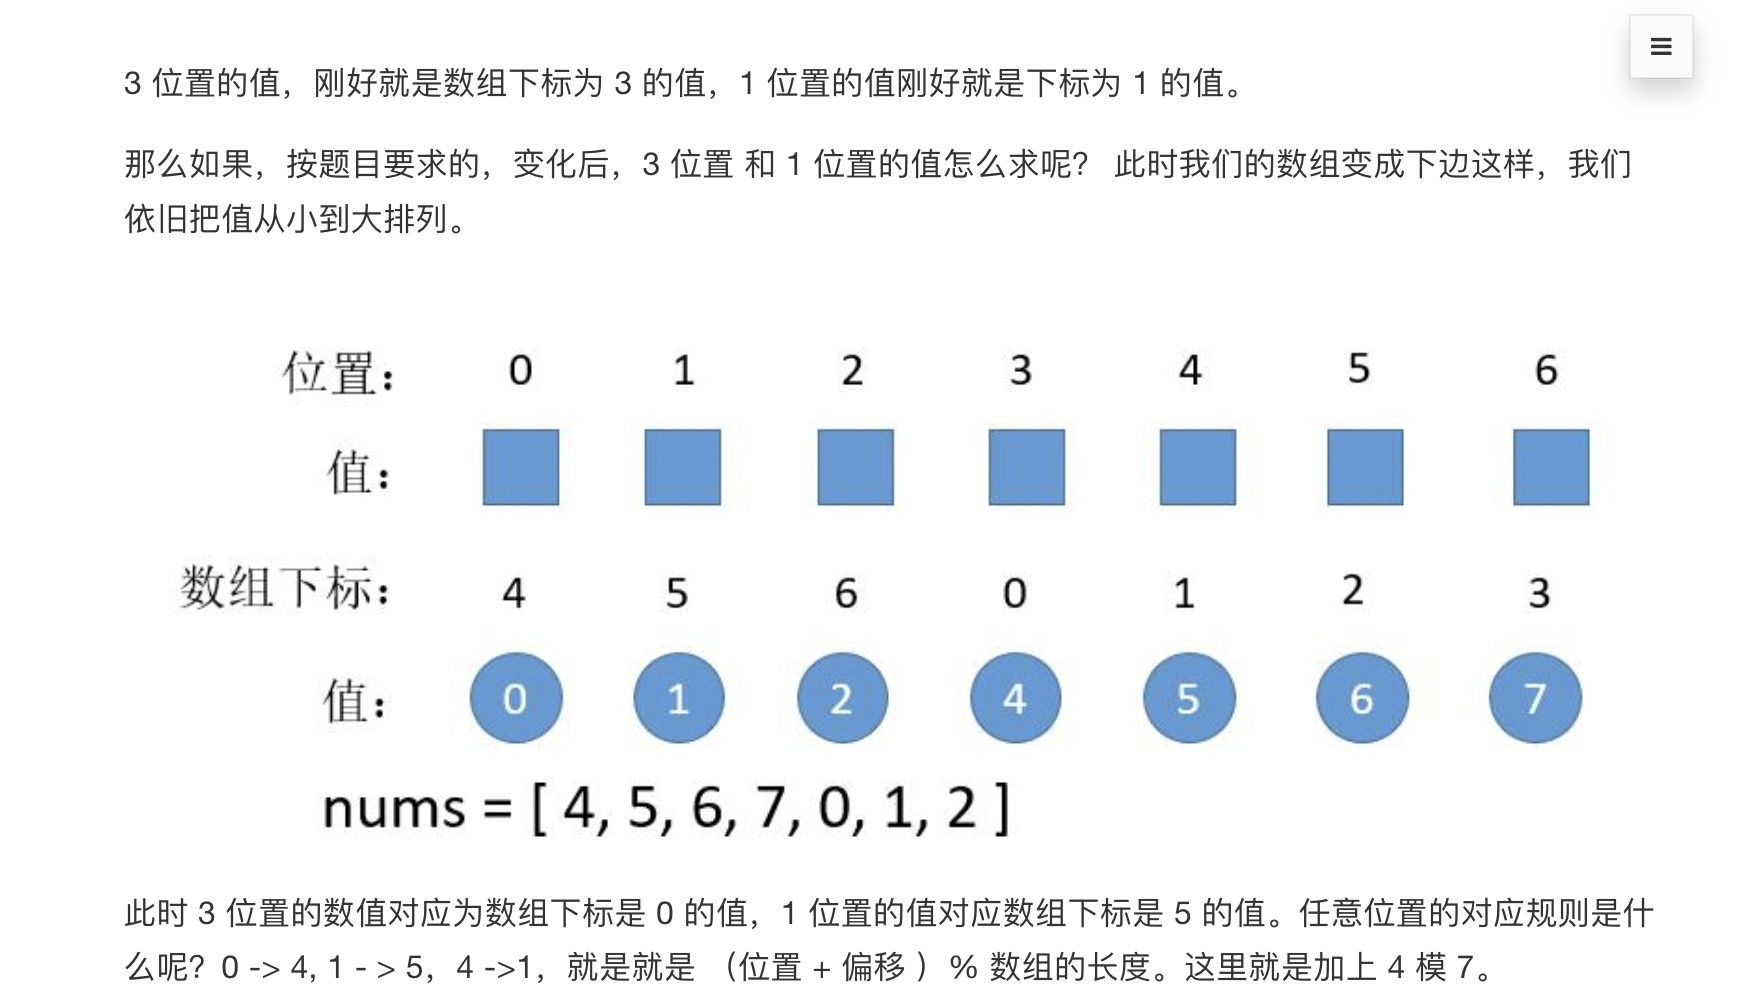 3 位置的值，刚好就是数组下标为 3 的值，1 位置的值刚好就是下标为 1 的值。
那么如果，按题目要求的，变化后，3 位置 和 1 位置的值怎么求呢？ 此时我们的数组变成下边这样，我们
依旧把值从小到大排列。
位置： 0 1 2 3 4 5 6
值：
数组下标： 4 5 6 0 1 2 3
值： 0 1 2 4 5 6 7
nums = [ 4, 5, 6, 7, 0, 1, 2 ]
此时 3 位置的数值对应为数组下标是 0 的值，1 位置的值对应数组下标是 5 的值。任意位置的对应规则是什
么呢？0 -> 4, 1 - > 5，4 ->1，就是就是 （位置 + 偏移 ）% 数组的长度。这里就是加上 4 模 7。